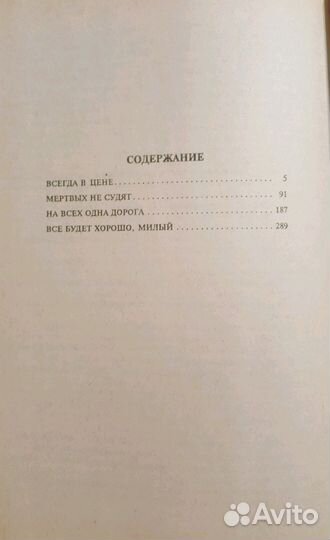 СОДЕРЖАНИЕ
ВСЕГДА В ЦЕНЕ 5
МЕРТВЫХ НЕ СУДЯТ 91
НА ВСЕХ ОДНА ДОРОГА 187
ВСЕ БУДЕТ ХОРОШО, МИЛЫЙ 289
Avito